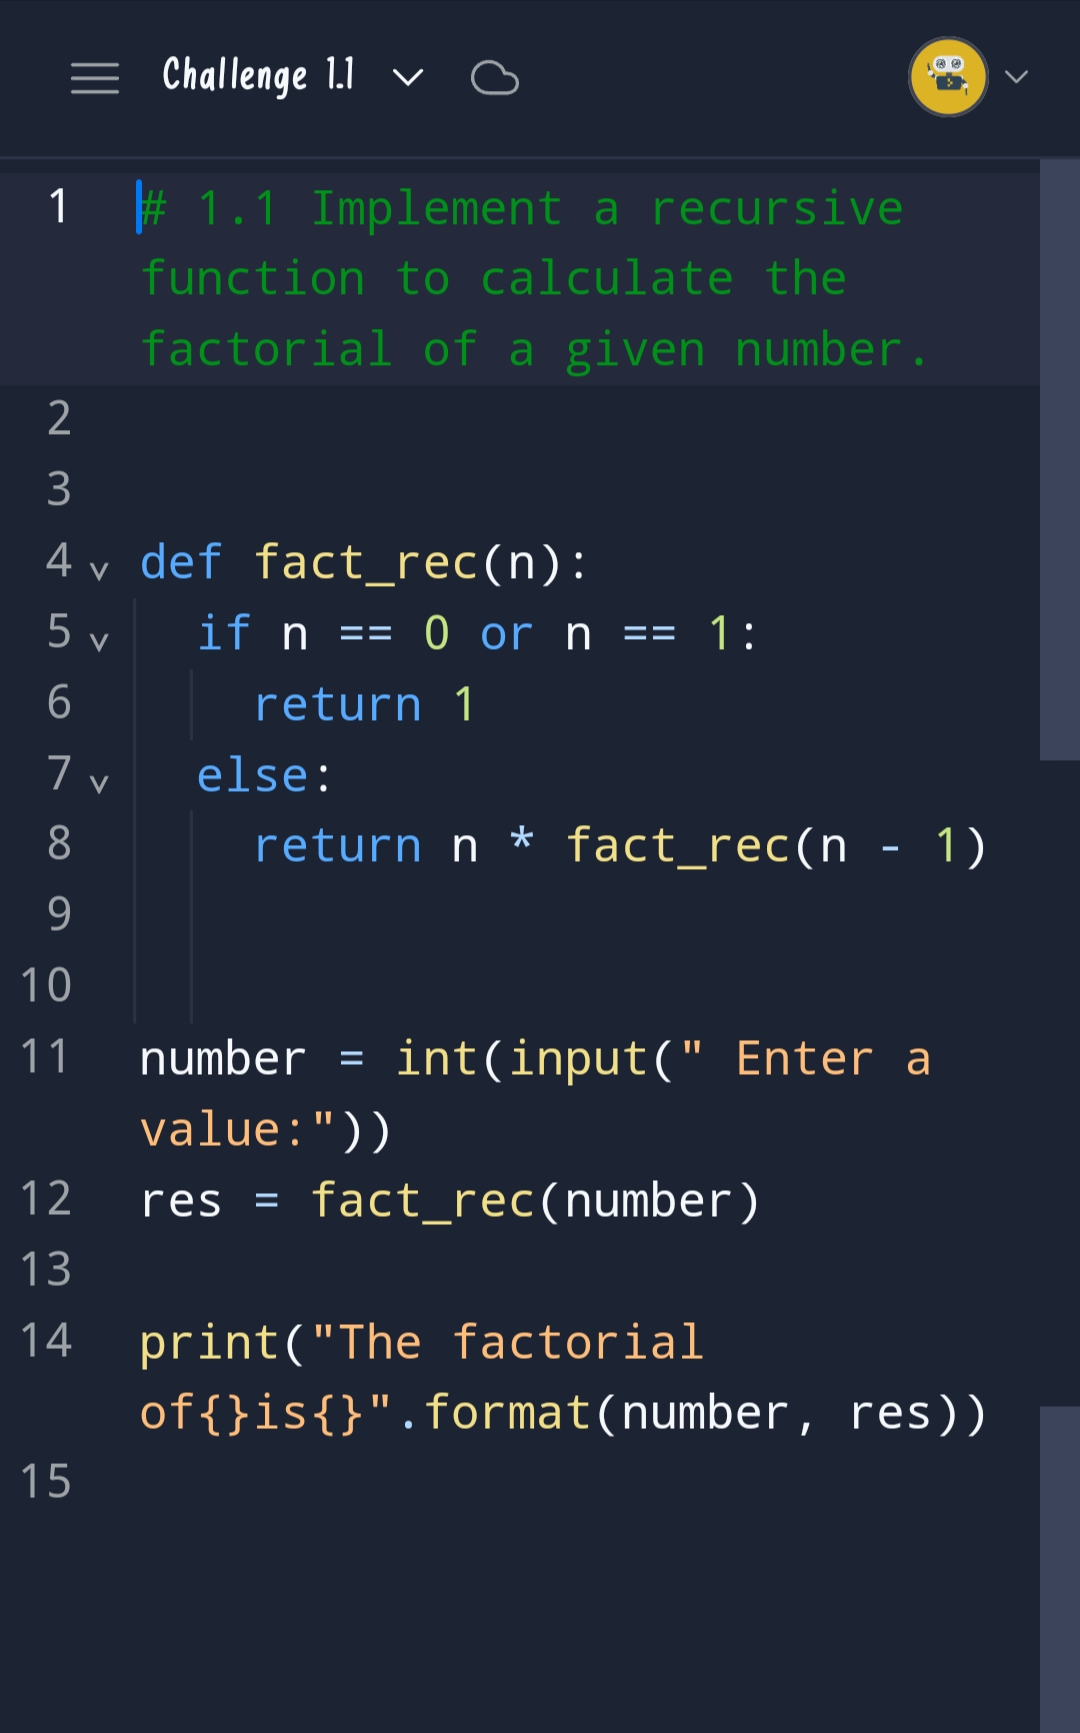 Challenge 1.1
1 # 1.1 Implement a recursive
function to calculate the
factorial of a given number.
2
3
4 def fact_rec(n):
5 if n == 0 or n == 1:
6 return 1
7 else:
8 return n * fact_rec(n - 1)
9
10
11 number = int(input(" Enter a
value:"))
12 res = fact_rec(number)
13
14 print("The factorial
of{}is{}".format(number, res))
15